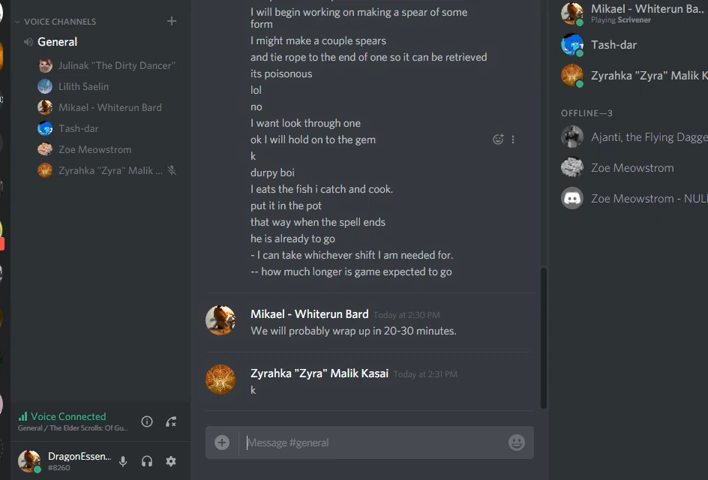 VOICE CHANNELS
General
Julinak "The Dirty Dancer"
Lilith Saelin
Mikael - Whiterun Bard
Tash-dar
Zoe Meowstrom
Zyrahka "Zyra" Malik ...
Voice Connected
General / The Elder Scrolls: Of Gu...
DragonEssen...
#8260
I will begin working on making a spear of some
form
I might make a couple spears
and tie rope to the end of one so it can be retrieved
its poisonous
lol
no
I want look through one
ok I will hold on to the gem
k
durpy boi
I eats the fish i catch and cook.
put it in the pot
that way when the spell ends
he is already to go
- I can take whichever shift I am needed for.
-- how much longer is game expected to go
Mikael - Whiterun Bard Today at 2:30 PM
We will probably wrap up in 20-30 minutes.
Zyrahka "Zyra" Malik Kasai Today at 2:31 PM
k
Message #general
Mikael - Whiterun Ba..
Playing Scrivener
Tash-dar
Zyrahka "Zyra" Malik K
OFFLINE—3
Ajanti, the Flying Dagge
Zoe Meowstrom
Zoe Meowstrom - NUL